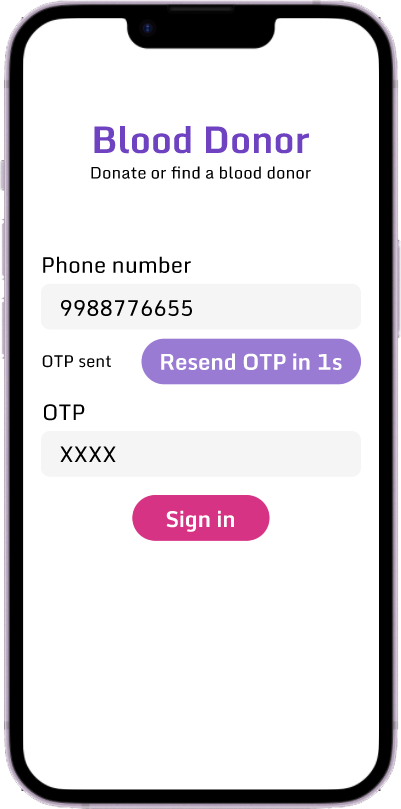 Blood Donor
Donate or find a blood donor
Phone number
9988776655
OTP sent
Resend OTP in 1s
OTP
XXXX
Sign in